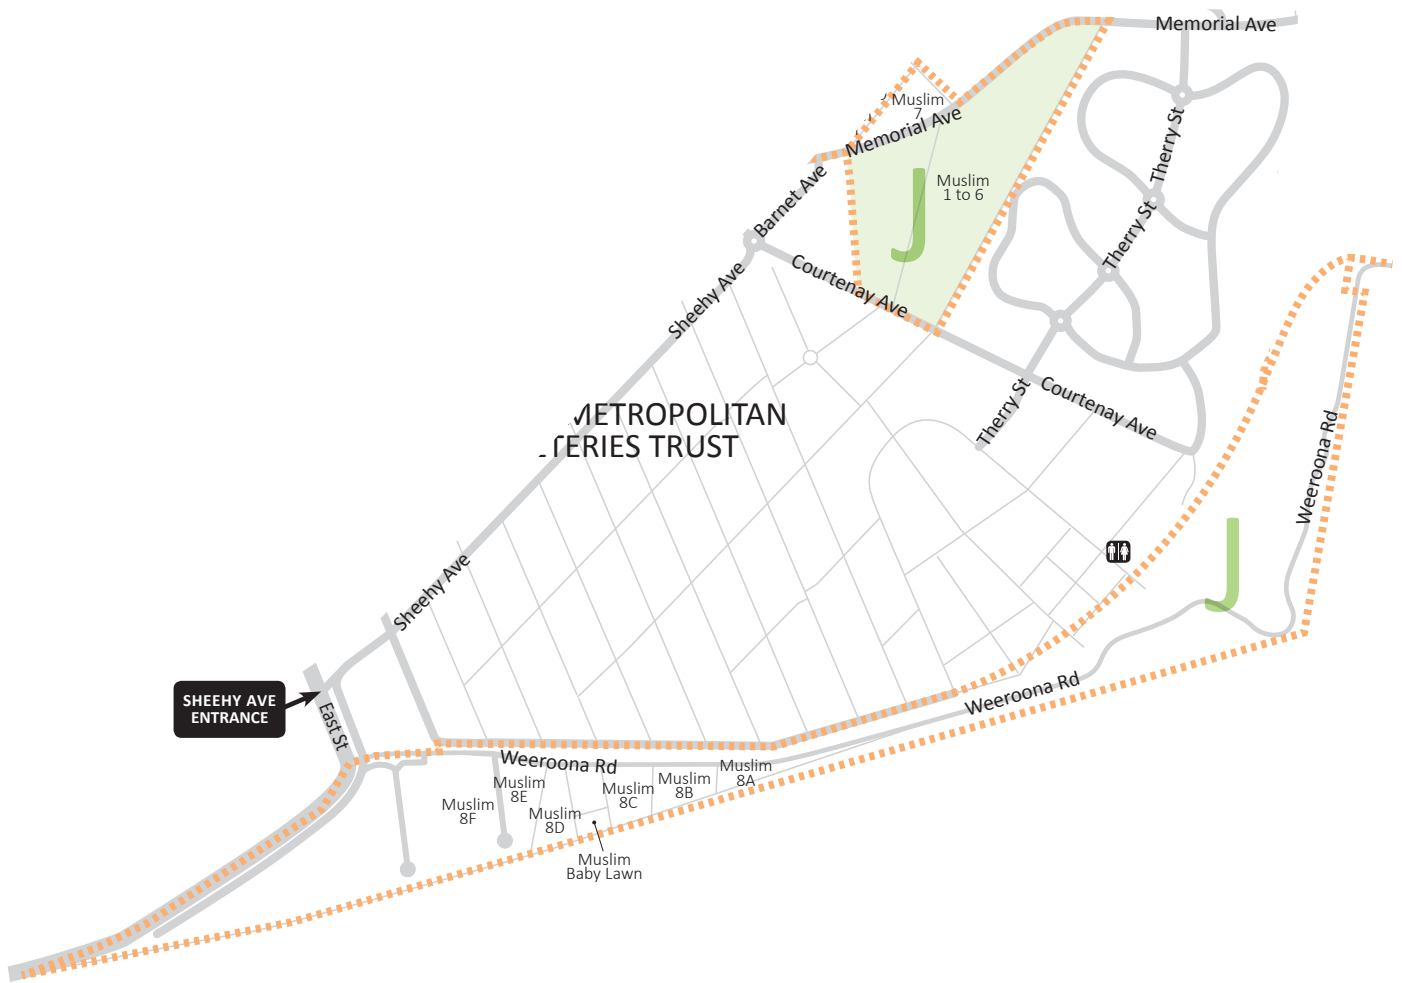 Memorial Ave
Muslim
7
Memorial Ave
Therry St
Muslim
1 to 6
J
Barnet Ave
Therry St
Courtenay Ave
Sheehy Ave
Therry St
Courtenay Ave
METROPOLITAN
TERIES TRUST
Weeroona Rd
J
Sheehy Ave
SHEEHY AVE
ENTRANCE
East St
Weeroona Rd
Weeroona Rd
Muslim
8A
Muslim
8B
Muslim
8C
Muslim
8E
Muslim
8F
Muslim
8D
Muslim
Baby Lawn